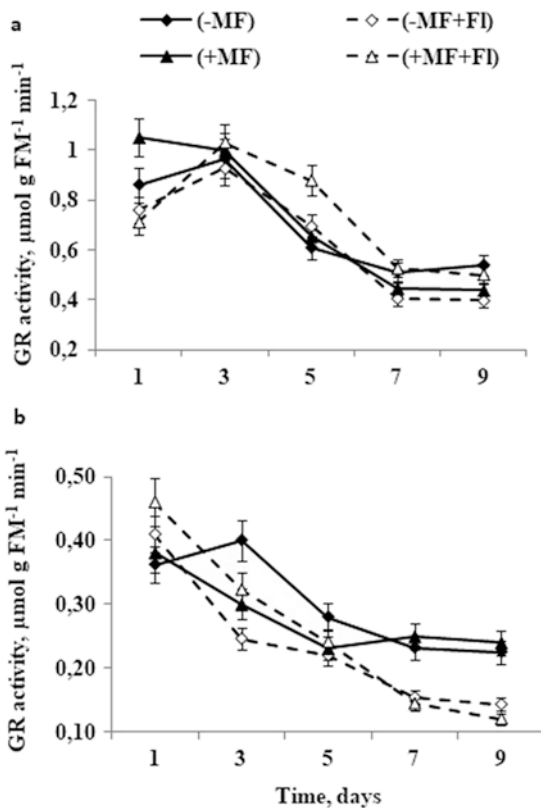 a
(-MF) (-MF+Fl)
(+MF) (+MF+Fl)
GR activity, µmol g FM⁻¹ min⁻¹
1,2
1
0,8
0,6
0,4
0,2
1 3 5 7 9
b
GR activity, µmol g FM⁻¹ min⁻¹
0,50
0,40
0,30
0,20
0,10
1 3 5 7 9
Time, days